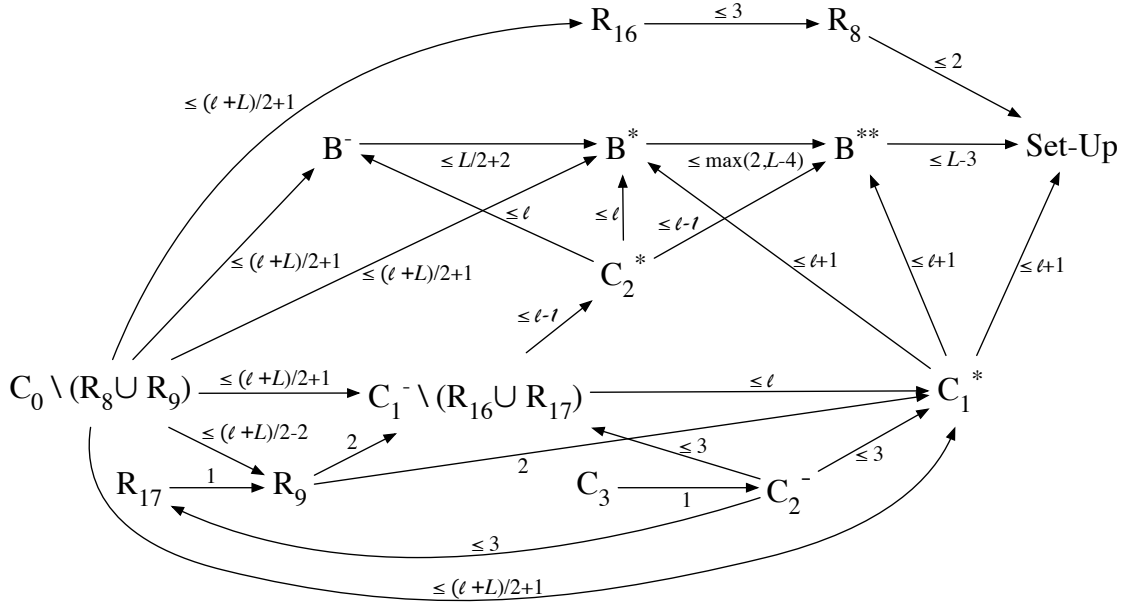 R₁₆ ≤ 3 R₈
≤ 2
≤ (ℓ+L)/2+1
B⁻ B* B** Set-Up
≤ L/2+2 ≤ max(2,L-4) ≤ L-3
≤ ℓ ≤ ℓ ≤ ℓ-1
≤ (ℓ+L)/2+1 ≤ (ℓ+L)/2+1 C₂* ≤ ℓ+1 ≤ ℓ+1 ≤ ℓ+1
≤ ℓ-1
C₀ \ (R₈∪ R₉) ≤ (ℓ+L)/2+1 C₁⁻ \ (R₁₆∪ R₁₇) ≤ ℓ C₁*
≤ (ℓ+L)/2-2 2 ≤ 3 ≤ 3
2
R₁₇ 1 R₉ C₃ 1 C₂⁻
≤ 3
≤ (ℓ+L)/2+1